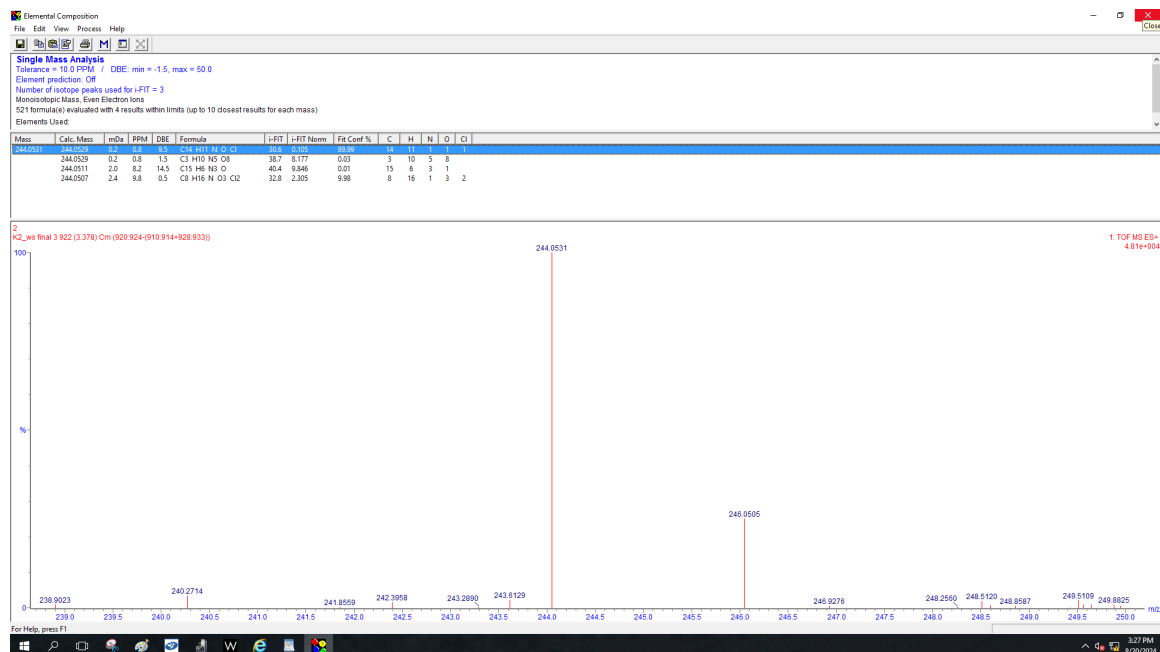 Elemental Composition
Close
File Edit View Process Help
M
Single Mass Analysis
Tolerance = 10.0 PPM / DBE: min = -1.5, max = 50.0
Element prediction: Off
Number of isotope peaks used for i-FIT = 3
Monoisotopic Mass, Even Electron Ions
521 formula(e) evaluated with 4 results within limits (up to 10 closest results for each mass)
Elements Used:
Mass Calc. Mass mDa PPM DBE Formula i-FIT i-FIT Norm Fit Conf % C H N O Cl
244.0531 244.0529 0.2 0.8 9.5 C14 H11 N O Cl 30.6 0.105 89.99 14 11 1 1 1
244.0529 0.2 0.8 1.5 C3 H10 N5 O8 38.7 8.177 0.03 3 10 5 8
244.0511 2.0 8.2 14.5 C15 H6 N3 O 40.4 9.846 0.01 15 6 3 1
244.0507 2.4 9.8 0.5 C8 H16 N O3 Cl2 32.8 2.305 9.98 8 16 1 3 2
2
K2_ws final 3 922 (3.378) Cm (920:924-(910:914+928:933))
1: TOF MS ES+
4.81e+004
100
%
0
244.0531
246.0505
238.9023
240.2714
241.8559
242.3958
243.2890
243.6129
246.9276
248.2560
248.5120
248.8587
249.5109
249.8825
m/z
239.0 239.5 240.0 240.5 241.0 241.5 242.0 242.5 243.0 243.5 244.0 244.5 245.0 245.5 246.0 246.5 247.0 247.5 248.0 248.5 249.0 249.5 250.0
For Help, press F1
W
3:27 PM
8/20/2024